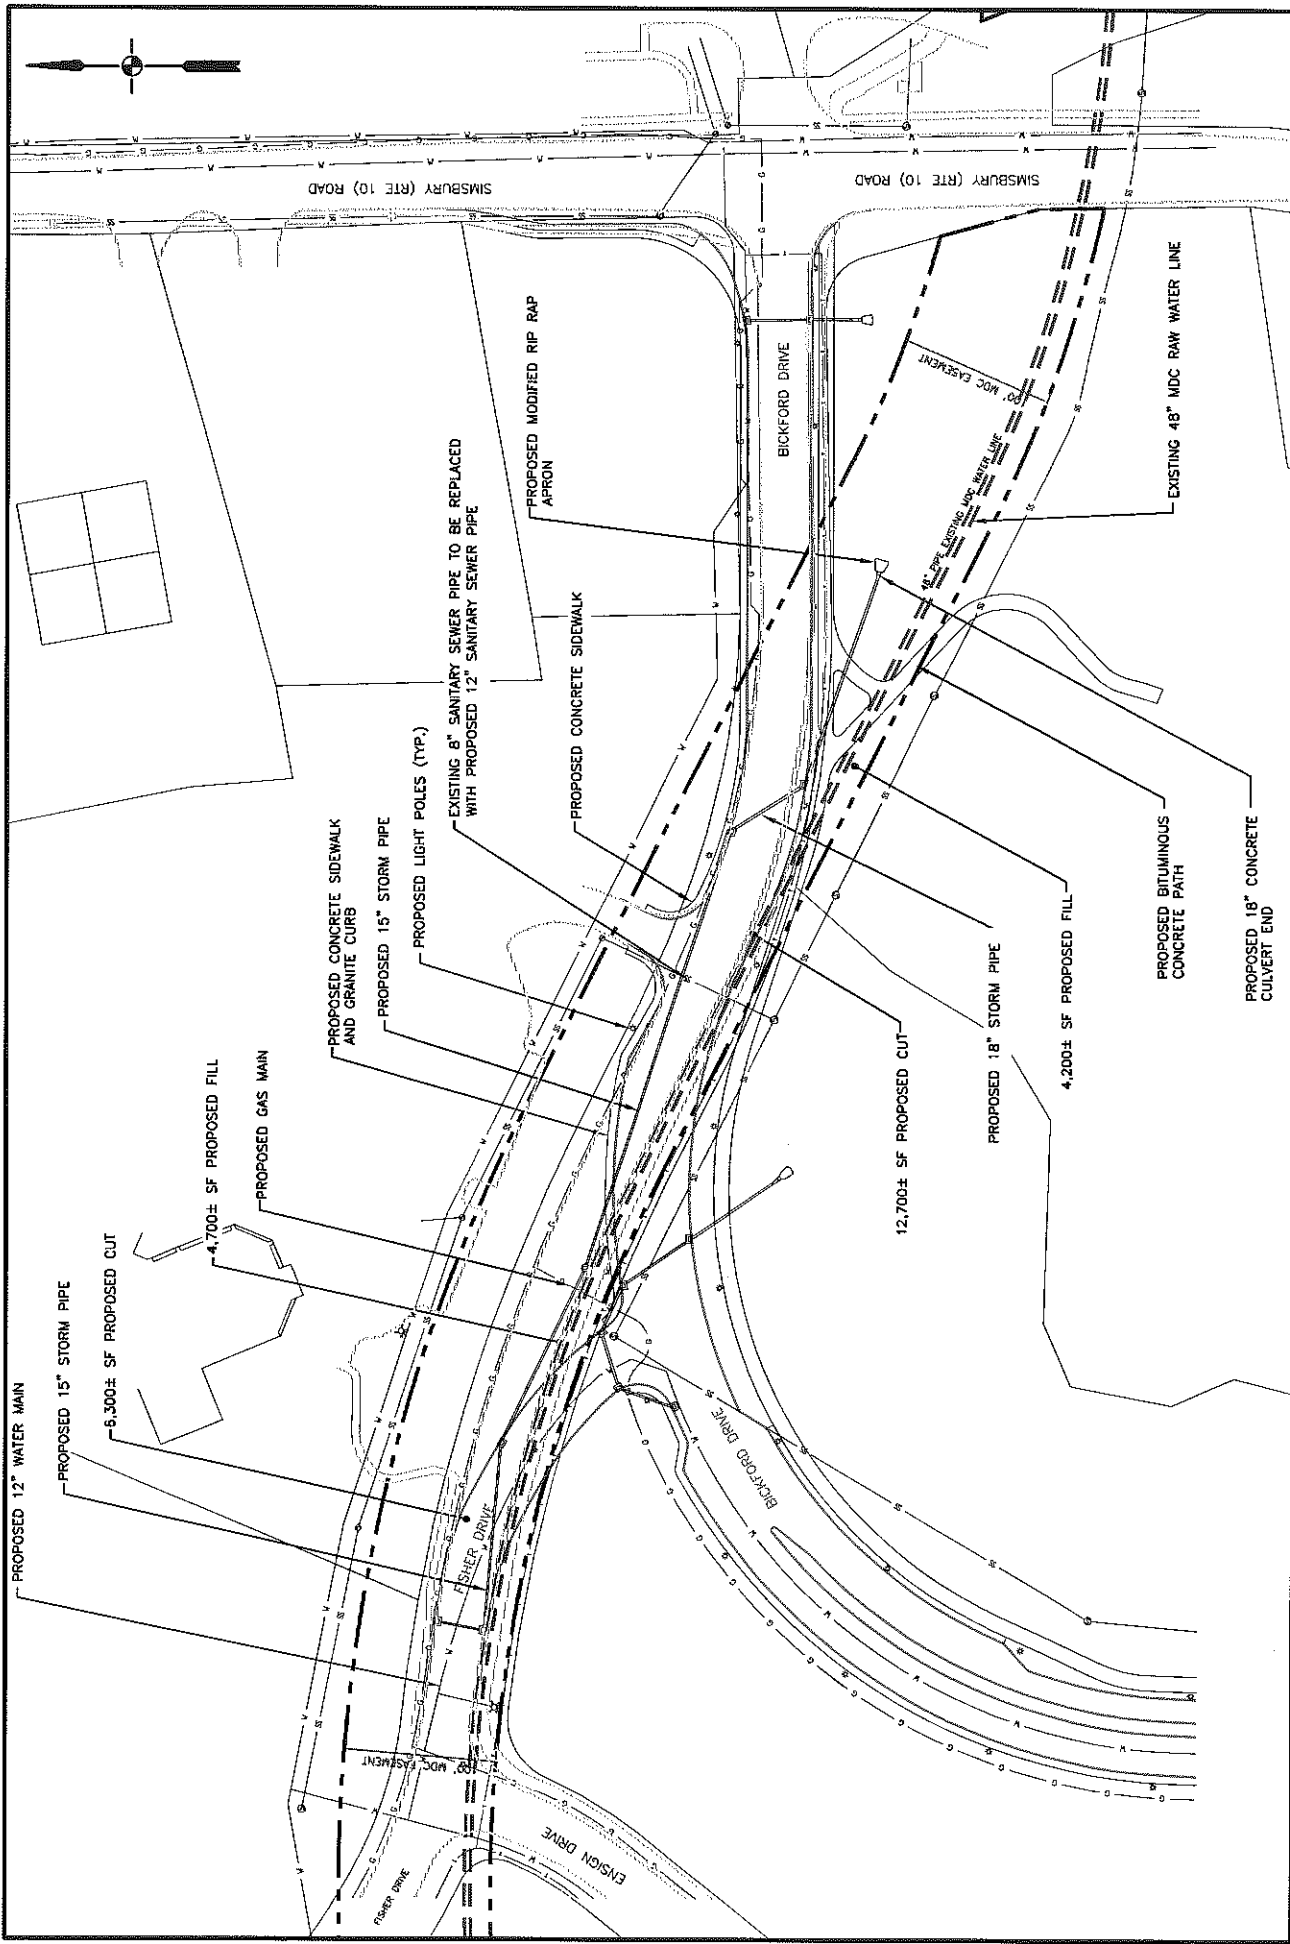 PROPOSED 12" WATER MAIN
PROPOSED 15" STORM PIPE
6,300± SF PROPOSED CUT
4,700± SF PROPOSED FILL
PROPOSED GAS MAIN
PROPOSED CONCRETE SIDEWALK
AND GRANITE CURB
PROPOSED 15" STORM PIPE
PROPOSED LIGHT POLES (TYP.)
EXISTING 8" SANITARY SEWER PIPE TO BE REPLACED
WITH PROPOSED 12" SANITARY SEWER PIPE
PROPOSED CONCRETE SIDEWALK
PROPOSED MODIFIED RIP RAP
APRON
SIMSBURY (RTE 10) ROAD
SIMSBURY (RTE 10) ROAD
BICKFORD DRIVE
100' MDC EASEMENT
48" PIPE EXISTING MDC WATER LINE
EXISTING 48" MDC RAW WATER LINE
FISHER DRIVE
FISHER DRIVE
100' MDC EASEMENT
ENSIGN DRIVE
BICKFORD DRIVE
12,700± SF PROPOSED CUT
PROPOSED 18" STORM PIPE
4,200± SF PROPOSED FILL
PROPOSED BITUMINOUS
CONCRETE PATH
PROPOSED 18" CONCRETE
CULVERT END